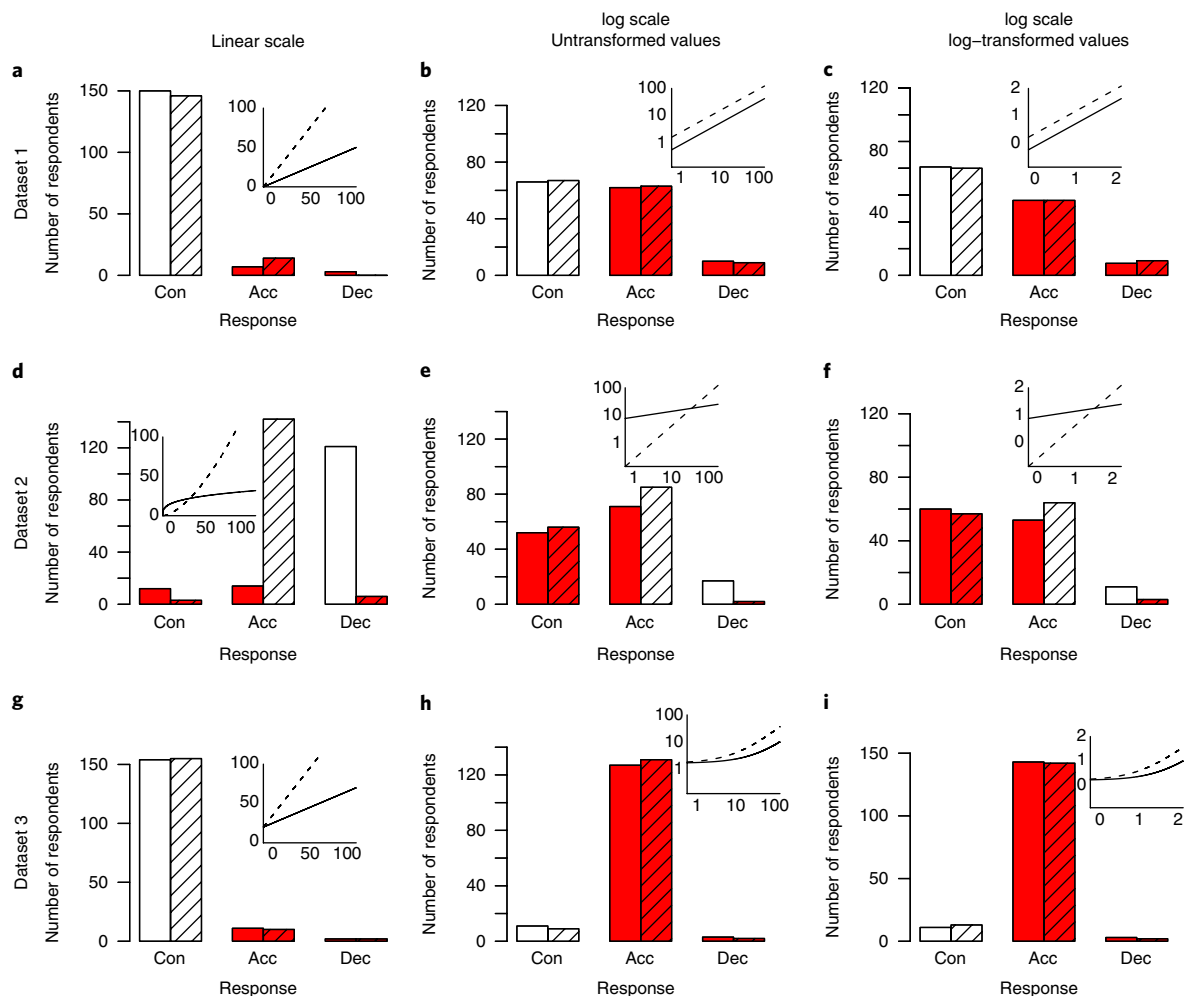 Linear scale
log scale
Untransformed values
log scale
log–transformed values
a
Dataset 1
Number of respondents
150
100
50
0
100
50
0
0 50 100
Con Acc Dec
Response
b
Number of respondents
120
80
40
0
100
10
1
1 10 100
Con Acc Dec
Response
c
Number of respondents
120
80
40
0
2
1
0
0 1 2
Con Acc Dec
Response
d
Dataset 2
Number of respondents
120
80
40
0
100
50
0
0 50 100
Con Acc Dec
Response
e
Number of respondents
120
80
40
0
100
10
1
1 10 100
Con Acc Dec
Response
f
Number of respondents
120
80
40
0
2
1
0
0 1 2
Con Acc Dec
Response
g
Dataset 3
Number of respondents
150
100
50
0
100
50
0
0 50 100
Con Acc Dec
Response
h
Number of respondents
120
80
40
0
100
10
1
1 10 100
Con Acc Dec
Response
i
Number of respondents
150
100
50
0
2
1
0
0 1 2
Con Acc Dec
Response